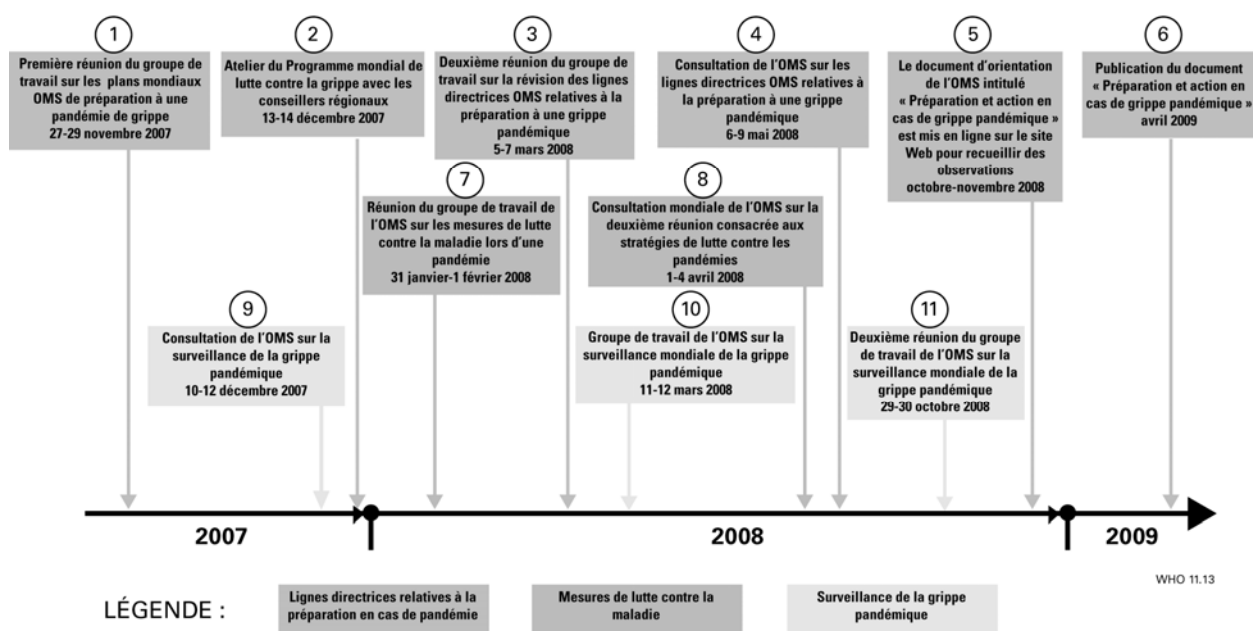 1
Première réunion du groupe de
travail sur les plans mondiaux
OMS de préparation à une
pandémie de grippe
27-29 novembre 2007
2
Atelier du Programme mondial de
lutte contre la grippe avec les
conseillers régionaux
13-14 décembre 2007
3
Deuxième réunion du groupe de
travail sur la révision des lignes
directrices OMS relatives à la
préparation à une grippe
pandémique
5-7 mars 2008
4
Consultation de l'OMS sur les
lignes directrices relatives à
la préparation à une grippe
pandémique
6-9 mai 2008
5
Le document d'orientation
de l'OMS intitulé
« Préparation et action en
cas de grippe pandémique »
est mis en ligne sur le site
Web pour recueillir des
observations
octobre-novembre 2008
6
Publication du document
« Préparation et action en
cas de grippe pandémique »
avril 2009
7
Réunion du groupe de travail de
l'OMS sur les mesures de lutte
contre la maladie lors d'une
pandémie
31 janvier-1 février 2008
8
Consultation mondiale de l'OMS sur la
deuxième réunion consacrée aux
stratégies de lutte contre les
pandémies
1-4 avril 2008
9
Consultation de l'OMS sur la
surveillance de la grippe
pandémique
10-12 décembre 2007
10
Groupe de travail de l'OMS sur la
surveillance mondiale de la grippe
pandémique
11-12 mars 2008
11
Deuxième réunion du groupe
de travail de l'OMS sur la
surveillance mondiale de la
grippe pandémique
29-30 octobre 2008
2007
2008
2009
WHO 11.13
LÉGENDE :
Lignes directrices relatives à la
préparation en cas de pandémie
Mesures de lutte contre la
maladie
Surveillance de la grippe
pandémique